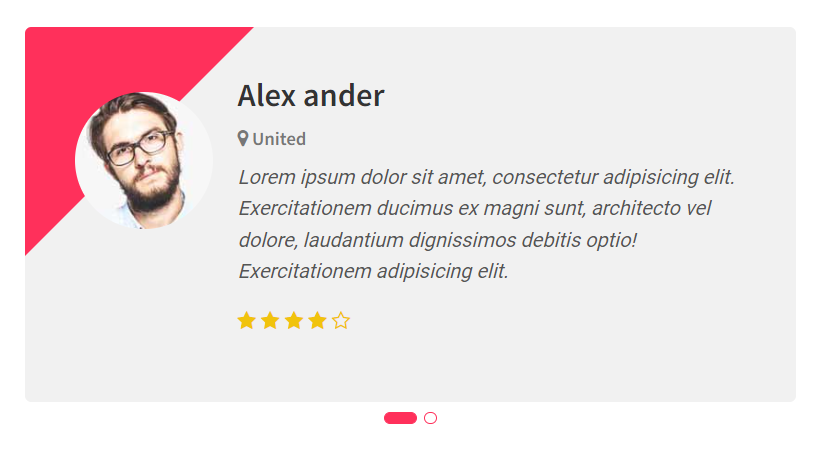 Alex ander
United
Lorem ipsum dolor sit amet, consectetur adipisicing elit.
Exercitationem ducimus ex magni sunt, architecto vel
dolore, laudantium dignissimos debitis optio!
Exercitationem adipisicing elit.